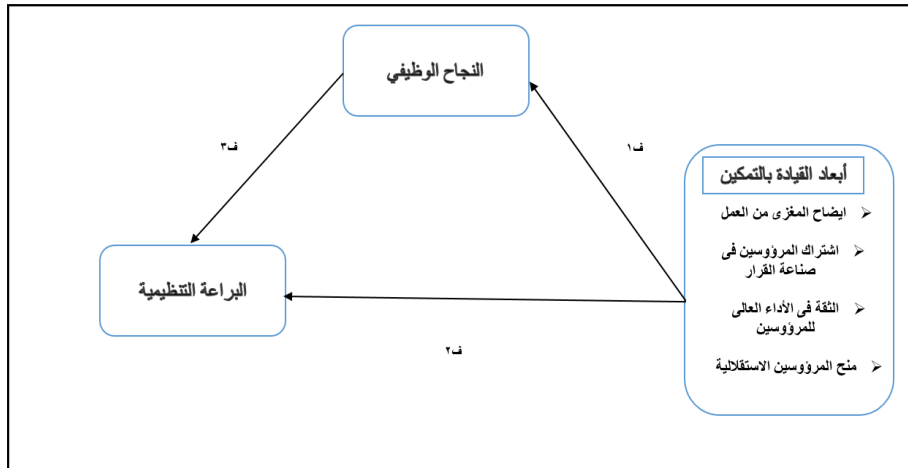 النجاح الوظيفي
ف١
ف٣
أبعاد القيادة بالتمكين
ايضاح المغزى من العمل
اشتراك المرؤوسين فى
صناعة القرار
الثقة فى الأداء العالى
للمرؤوسين
منح المرؤوسين الاستقلالية
البراعة التنظيمية
ف٢